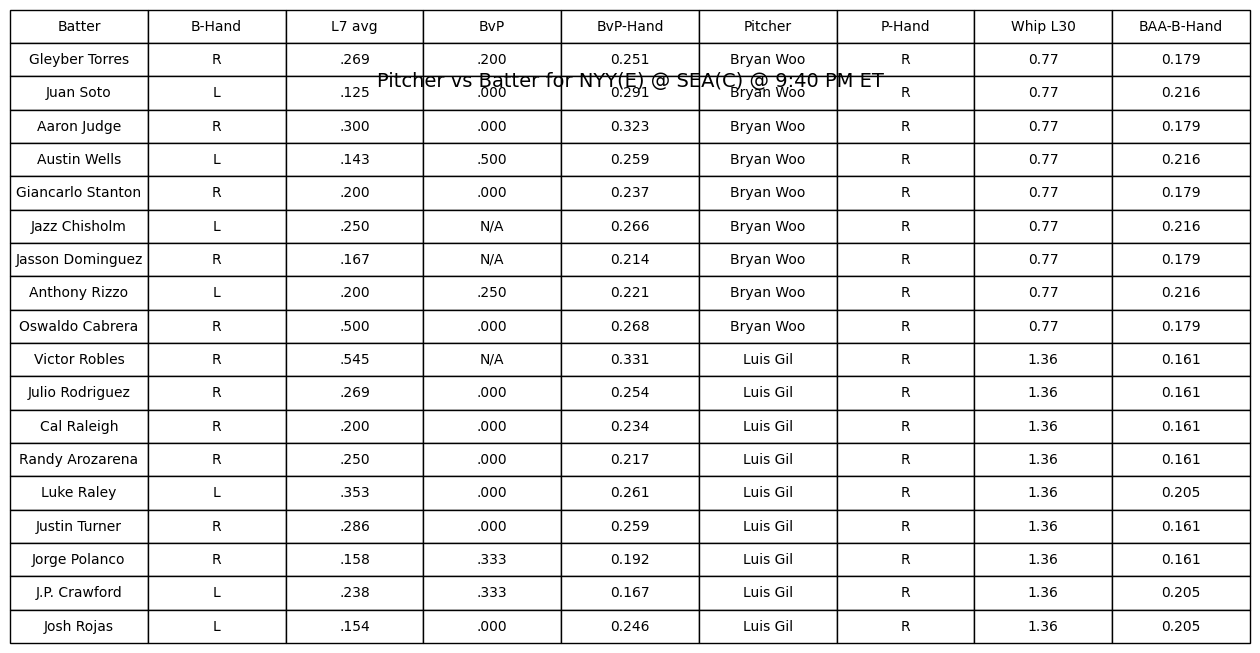 Batter B-Hand L7 avg BvP BvP-Hand Pitcher P-Hand Whip L30 BAA-B-Hand
Gleyber Torres R .269 .200 0.251 Bryan Woo R 0.77 0.179
Pitcher vs Batter for NYY(E) @ SEA(C) @ 9:40 PM ET
Juan Soto L .125 .000 0.291 Bryan Woo R 0.77 0.216
Aaron Judge R .300 .000 0.323 Bryan Woo R 0.77 0.179
Austin Wells L .143 .500 0.259 Bryan Woo R 0.77 0.216
Giancarlo Stanton R .200 .000 0.237 Bryan Woo R 0.77 0.179
Jazz Chisholm L .250 N/A 0.266 Bryan Woo R 0.77 0.216
Jasson Dominguez R .167 N/A 0.214 Bryan Woo R 0.77 0.179
Anthony Rizzo L .200 .250 0.221 Bryan Woo R 0.77 0.216
Oswaldo Cabrera R .500 .000 0.268 Bryan Woo R 0.77 0.179
Victor Robles R .545 N/A 0.331 Luis Gil R 1.36 0.161
Julio Rodriguez R .269 .000 0.254 Luis Gil R 1.36 0.161
Cal Raleigh R .200 .000 0.234 Luis Gil R 1.36 0.161
Randy Arozarena R .250 .000 0.217 Luis Gil R 1.36 0.161
Luke Raley L .353 .000 0.261 Luis Gil R 1.36 0.205
Justin Turner R .286 .000 0.259 Luis Gil R 1.36 0.161
Jorge Polanco R .158 .333 0.192 Luis Gil R 1.36 0.161
J.P. Crawford L .238 .333 0.167 Luis Gil R 1.36 0.205
Josh Rojas L .154 .000 0.246 Luis Gil R 1.36 0.205